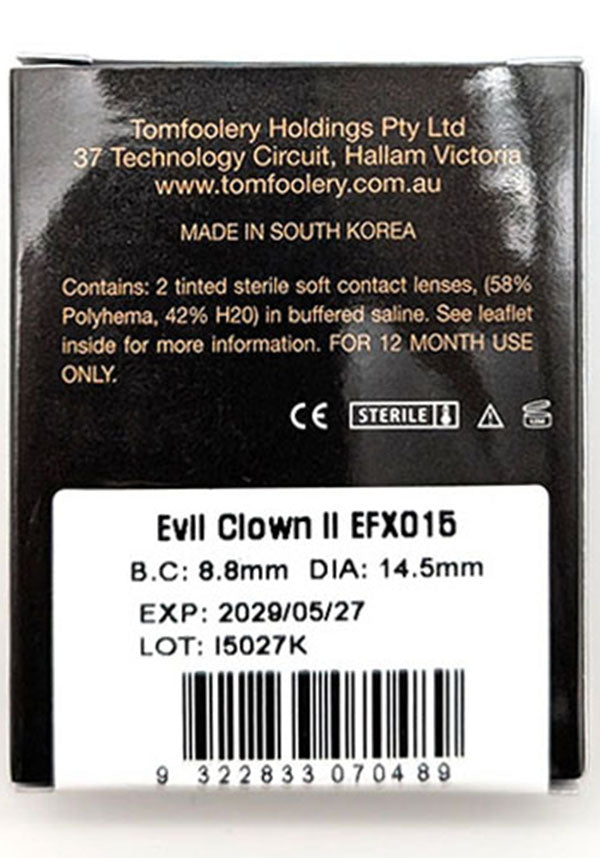 Tomfoolery Holdings Pty Ltd
37 Technology Circuit, Hallam Victoria
www.tomfoolery.com.au
MADE IN SOUTH KOREA
Contains: 2 tinted sterile soft contact lenses, (58%
Polyhema, 42% H20) in buffered saline. See leaflet
inside for more information. FOR 12 MONTH USE
ONLY.
CE STERILE
Evil Clown II EFX015
B.C: 8.8mm DIA: 14.5mm
EXP: 2029/05/27
LOT: I5027K
9 322833 070489